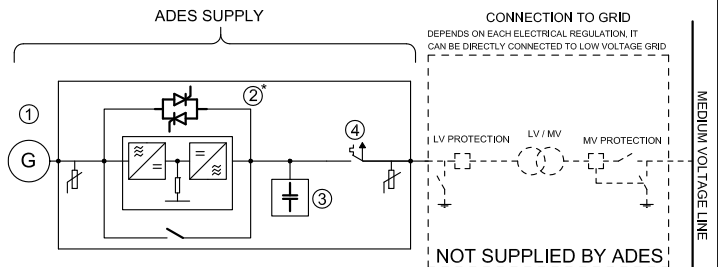 ADES SUPPLY
CONNECTION TO GRID
DEPENDS ON EACH ELECTRICAL REGULATION, IT
CAN BE DIRECTLY CONNECTED TO LOW VOLTAGE GRID
1
2*
4
G
3
LV PROTECTION
LV / MV
MV PROTECTION
MEDIUM VOLTAGE LINE
NOT SUPPLIED BY ADES